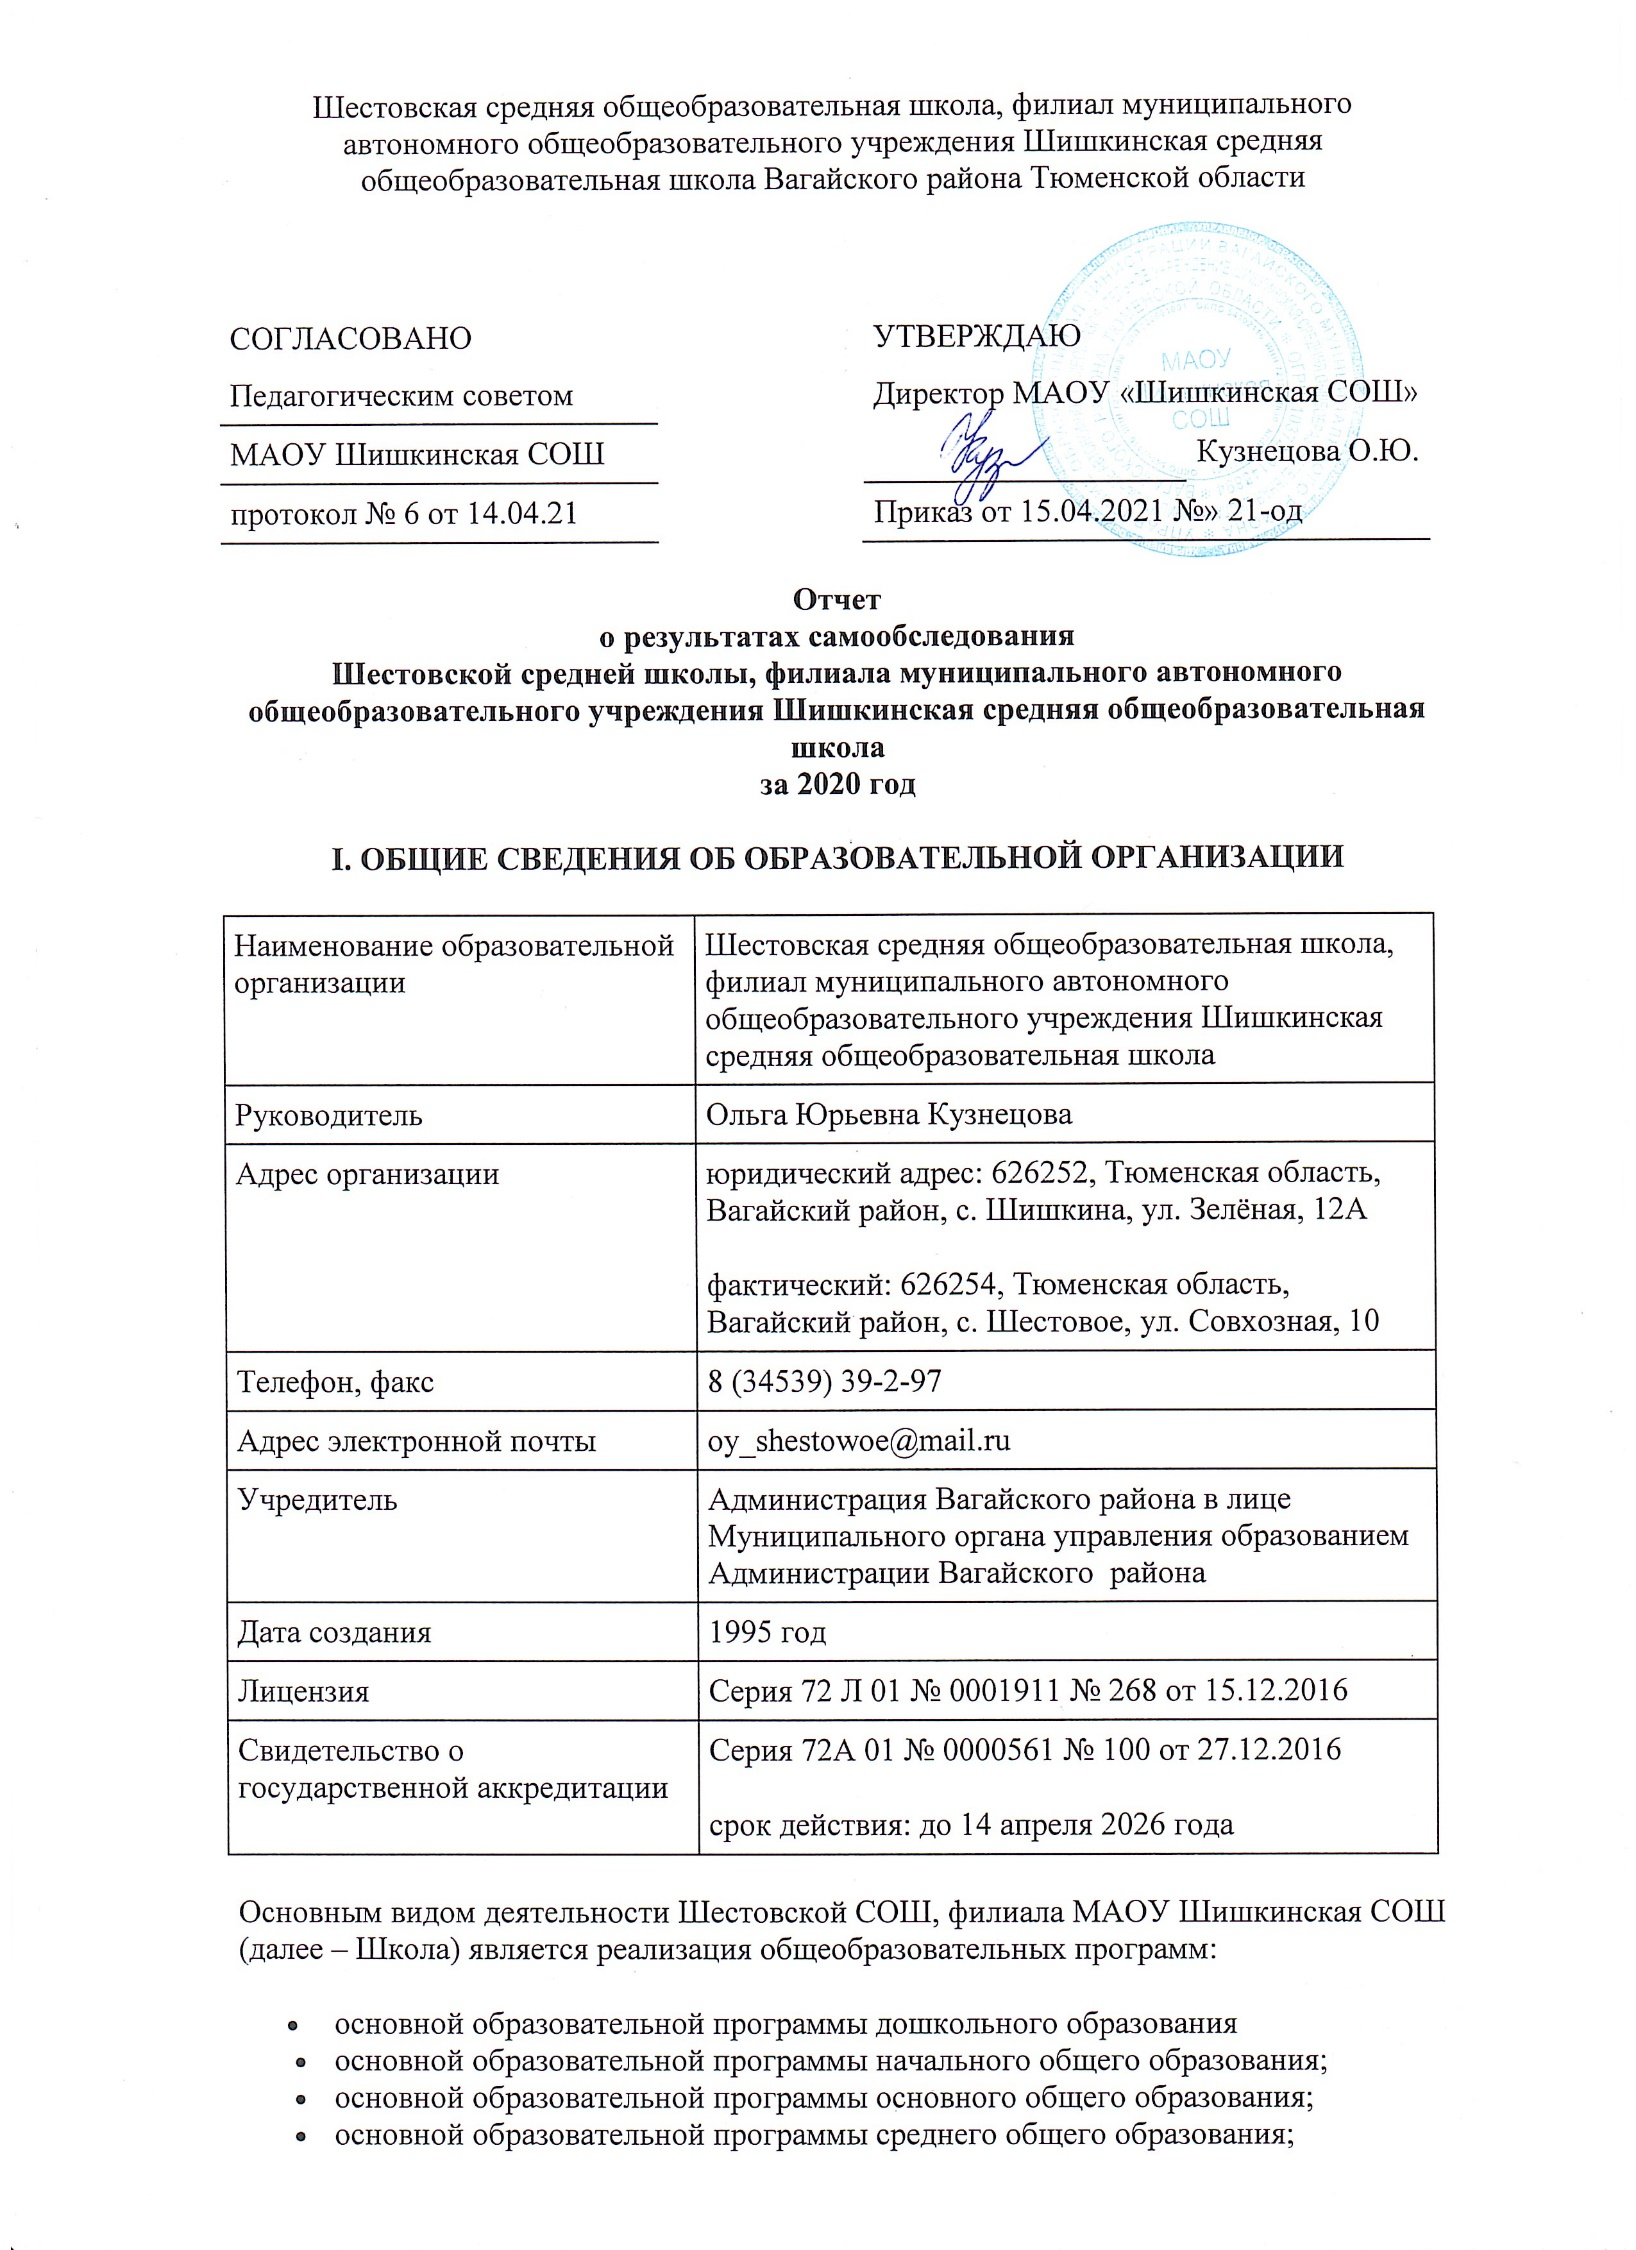 Шестовская средняя общеобразовательная школа, филиал муниципального
автономного общеобразовательного учреждения Шишкинская средняя
общеобразовательная школа Вагайского района Тюменской области
СОГЛАСОВАНО
Педагогическим советом
МАОУ Шишкинская СОШ
протокол № 6 от 14.04.21
УТВЕРЖДАЮ
Директор МАОУ «Шишкинская СОШ»
Кузнецова О.Ю.
Приказ от 15.04.2021 №» 21-од
МАОУ
СОШ
Отчет
о результатах самообследования
Шестовской средней школы, филиала муниципального автономного
общеобразовательного учреждения Шишкинская средняя общеобразовательная
школа
за 2020 год
I. ОБЩИЕ СВЕДЕНИЯ ОБ ОБРАЗОВАТЕЛЬНОЙ ОРГАНИЗАЦИИ
Наименование образовательной
организации
Шестовская средняя общеобразовательная школа,
филиал муниципального автономного
общеобразовательного учреждения Шишкинская
средняя общеобразовательная школа
Руководитель
Ольга Юрьевна Кузнецова
Адрес организации
юридический адрес: 626252, Тюменская область,
Вагайский район, с. Шишкина, ул. Зелёная, 12А
фактический: 626254, Тюменская область,
Вагайский район, с. Шестовое, ул. Совхозная, 10
Телефон, факс
8 (34539) 39-2-97
Адрес электронной почты
oy_shestowoe@mail.ru
Учредитель
Администрация Вагайского района в лице
Муниципального органа управления образованием
Администрации Вагайского  района
Дата создания
1995 год
Лицензия
Серия 72 Л 01 № 0001911 № 268 от 15.12.2016
Свидетельство о
государственной аккредитации
Серия 72А 01 № 0000561 № 100 от 27.12.2016
срок действия: до 14 апреля 2026 года
Основным видом деятельности Шестовской СОШ, филиала МАОУ Шишкинская СОШ
(далее – Школа) является реализация общеобразовательных программ:
• основной образовательной программы дошкольного образования
• основной образовательной программы начального общего образования;
• основной образовательной программы основного общего образования;
• основной образовательной программы среднего общего образования;